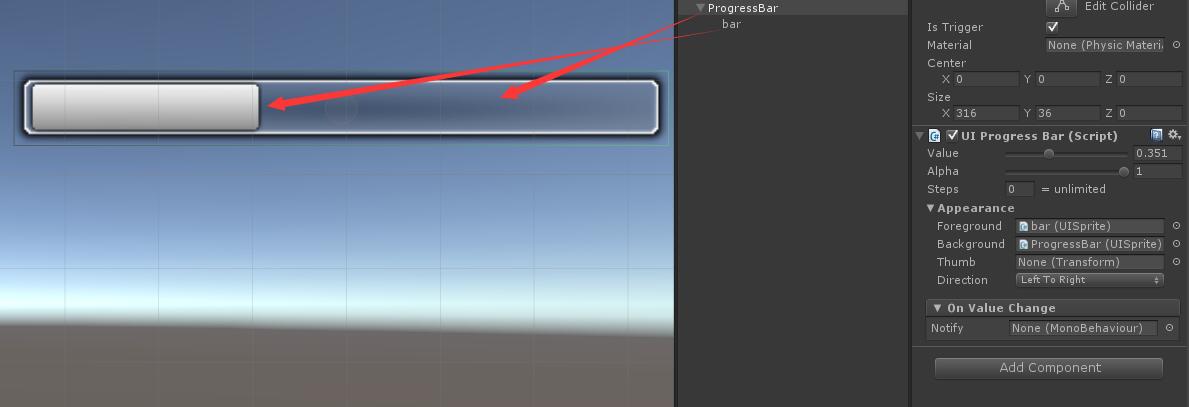 ProgressBar
bar
Edit Collider
Is Trigger
Material None (Physic Materi
Center
X 0 Y 0 Z 0
Size
X 316 Y 36 Z 0
UI Progress Bar (Script)
Value 0.351
Alpha 1
Steps 0 = unlimited
Appearance
Foreground bar (UISprite)
Background ProgressBar (UISprite)
Thumb None (Transform)
Direction Left To Right
On Value Change
Notify None (MonoBehaviour)
Add Component